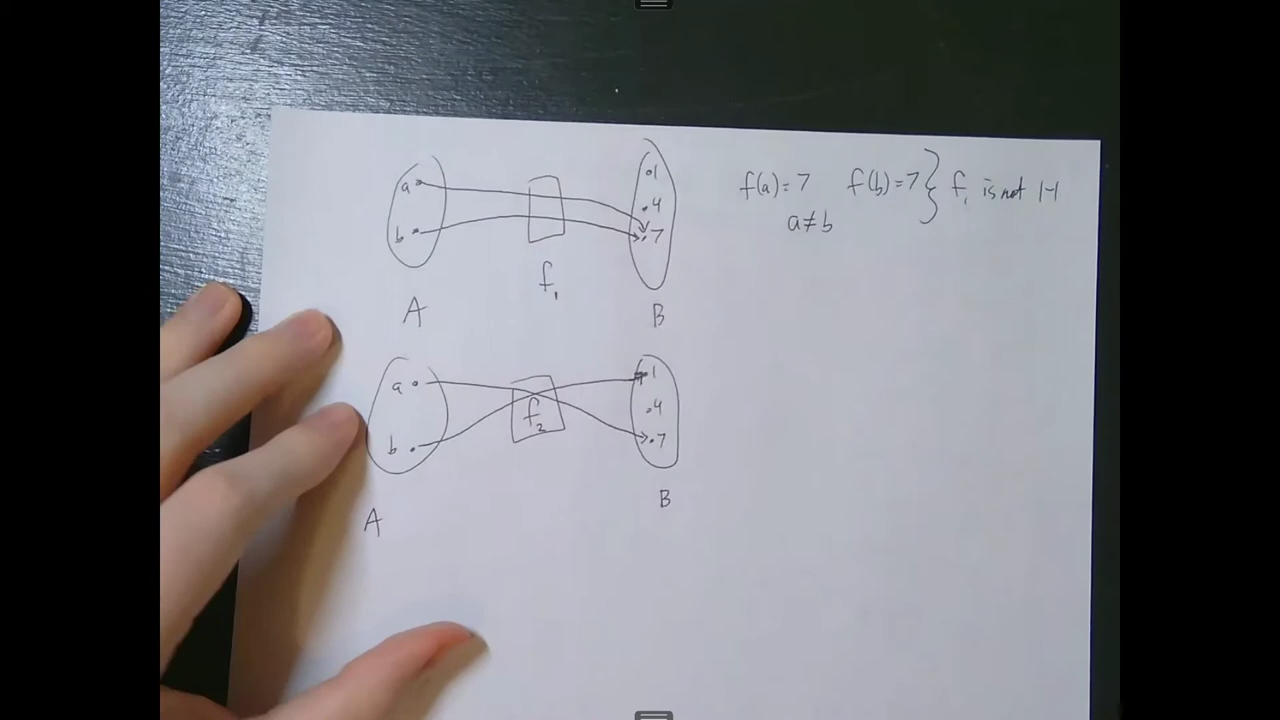 a
b
f₁
A
.1
.4
.7
B
f(a) = 7 f(b) = 7 } f₁ is not 1-1
a ≠ b
a
b
f₂
A
1
.4
.7
B